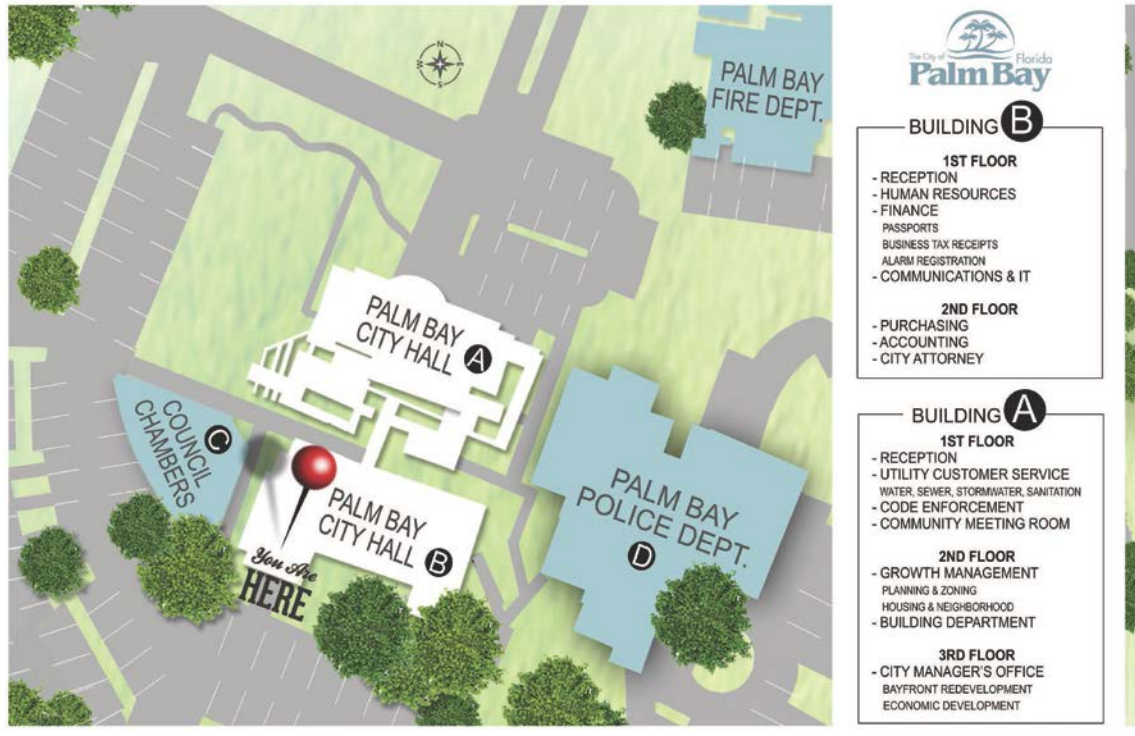 N
E
S
W
PALM BAY
FIRE DEPT.
PALM BAY
CITY HALL A
COUNCIL
CHAMBERS
C
PALM BAY
CITY HALL B
You Are
HERE
PALM BAY
POLICE DEPT.
D
The City of Florida
Palm Bay
BUILDING B
1ST FLOOR
- RECEPTION
- HUMAN RESOURCES
- FINANCE
PASSPORTS
BUSINESS TAX RECEIPTS
ALARM REGISTRATION
- COMMUNICATIONS & IT
2ND FLOOR
- PURCHASING
- ACCOUNTING
- CITY ATTORNEY
BUILDING A
1ST FLOOR
- RECEPTION
- UTILITY CUSTOMER SERVICE
WATER, SEWER, STORMWATER, SANITATION
- CODE ENFORCEMENT
- COMMUNITY MEETING ROOM
2ND FLOOR
- GROWTH MANAGEMENT
PLANNING & ZONING
HOUSING & NEIGHBORHOOD
- BUILDING DEPARTMENT
3RD FLOOR
- CITY MANAGER'S OFFICE
BAYFRONT REDEVELOPMENT
ECONOMIC DEVELOPMENT